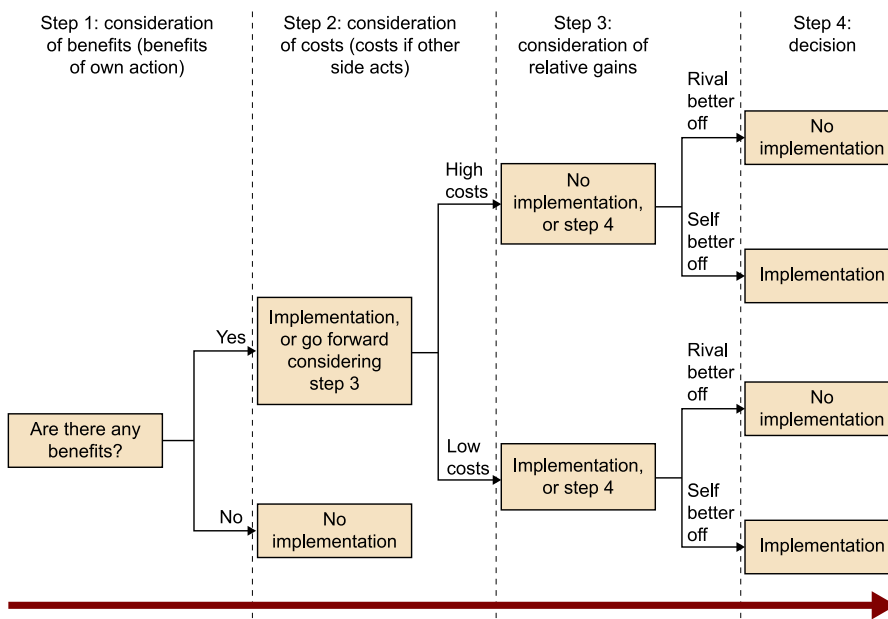 Step 1: consideration
of benefits (benefits
of own action)
Step 2: consideration
of costs (costs if other
side acts)
Step 3:
consideration of
relative gains
Step 4:
decision
Are there any
benefits?
Yes
No
Implementation,
or go forward
considering
step 3
No
implementation
High
costs
Low
costs
No
implementation,
or step 4
Implementation,
or step 4
Rival
better
off
Self
better
off
No
implementation
Implementation
Rival
better
off
Self
better
off
No
implementation
Implementation